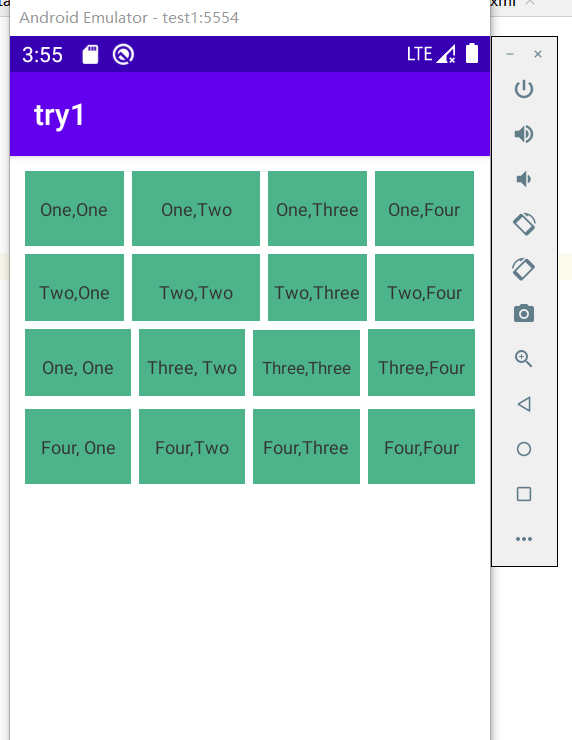 xml
Android Emulator - test1:5554
3:55 LTE
try1
One,One One,Two One,Three One,Four
Two,One Two,Two Two,Three Two,Four
One, One Three, Two Three,Three Three,Four
Four, One Four,Two Four,Three Four,Four